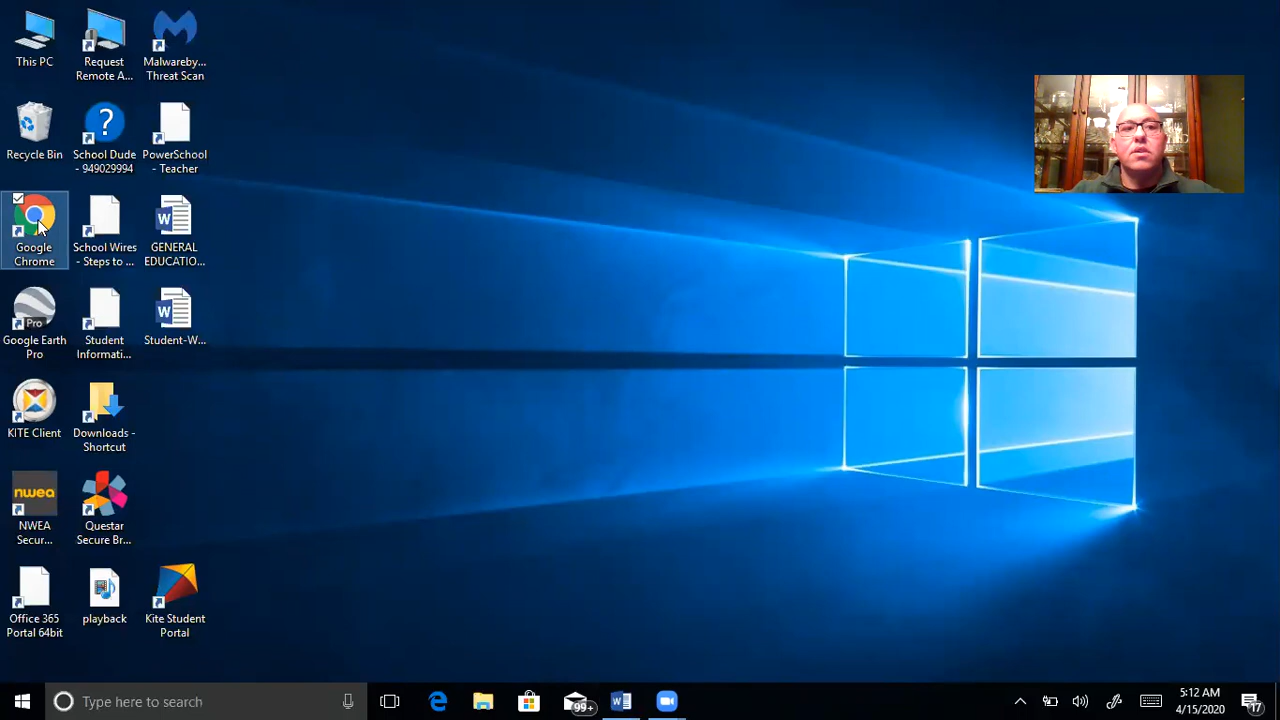 This PC
Request
Remote A...
Malwareby...
Threat Scan
Recycle Bin
?
School Dude
- 949029994
PowerSchool
- Teacher
Google
Chrome
School Wires
- Steps to ...
W
GENERAL
EDUCATIO...
Pro
Google Earth
Pro
Student
Informati...
W
Student-W...
KITE Client
Downloads -
Shortcut
nwea
NWEA
Secur...
Questar
Secure Br...
Office 365
Portal 64bit
playback
Kite Student
Portal
Type here to search
99+
W
5:12 AM
4/15/2020
17